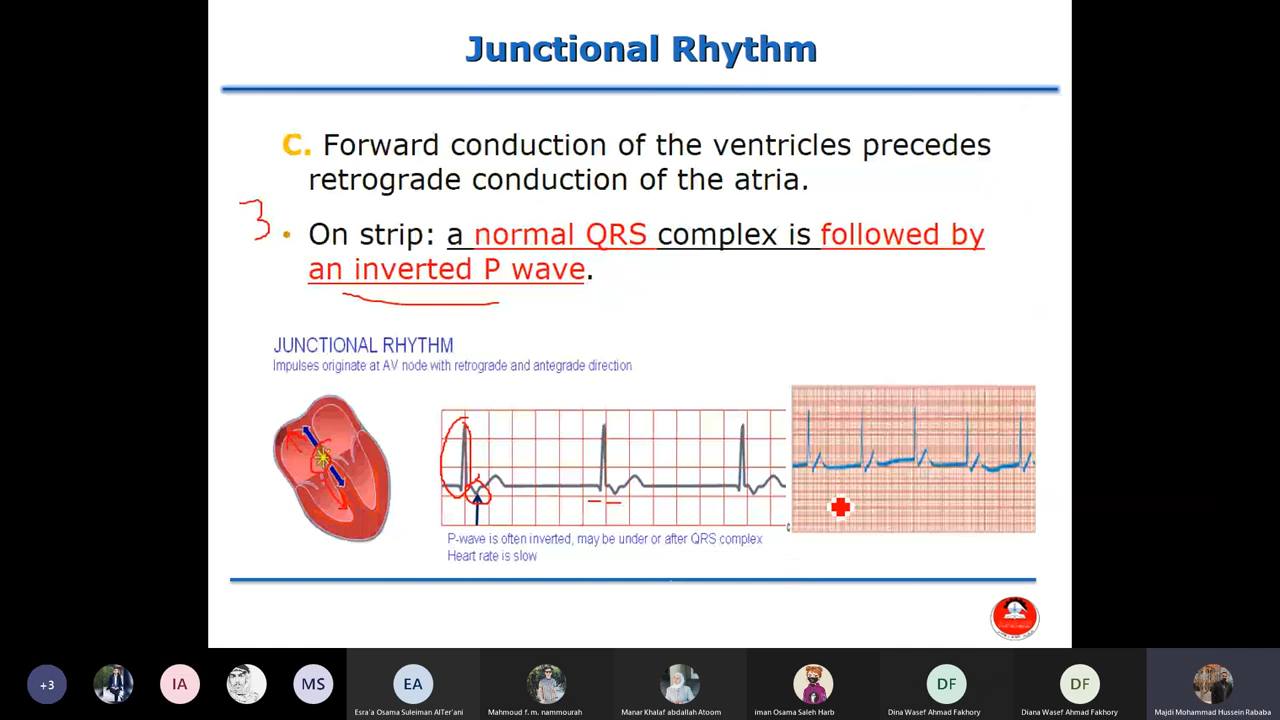 Junctional Rhythm
C. Forward conduction of the ventricles precedes
retrograde conduction of the atria.
3
• On strip: a normal QRS complex is followed by
an inverted P wave.
JUNCTIONAL RHYTHM
Impulses originate at AV node with retrograde and antegrade direction
P-wave is often inverted, may be under or after QRS complex
Heart rate is slow
c
+3
IA
MS
EA
DF
DF
Esra'a Osama Suleiman AlTer'ani
Mahmoud f. m. nammourah
Manar Khalaf abdallah Atoom
iman Osama Saleh Harb
Dina Wasef Ahmad Fakhory
Diana Wasef Ahmad Fakhory
Majdi Mohammad Hussein Rababa